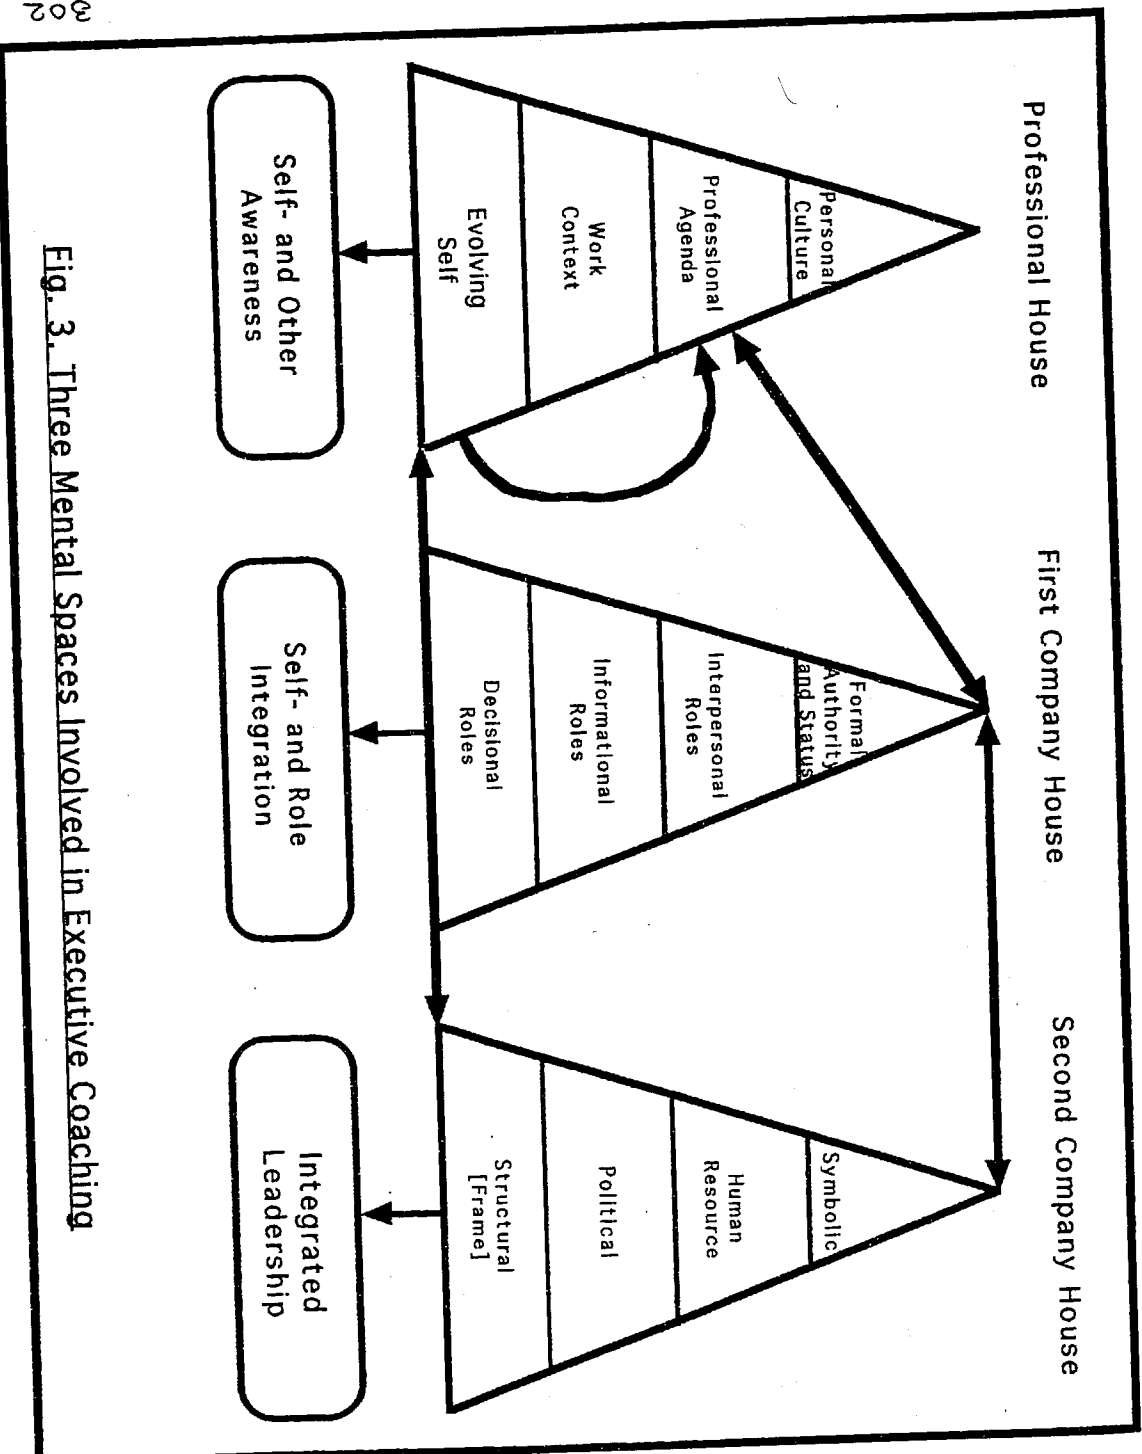 Professional House
First Company House
Second Company House
Personal
Culture
Professional
Agenda
Work
Context
Evolving
Self
Formal
Authority
and Status
Interpersonal
Roles
Informational
Roles
Decisional
Roles
Symbolic
Human
Resource
Political
Structural
[Frame]
Self- and Other
Awareness
Self- and Role
Integration
Integrated
Leadership
Fig. 3. Three Mental Spaces Involved in Executive Coaching